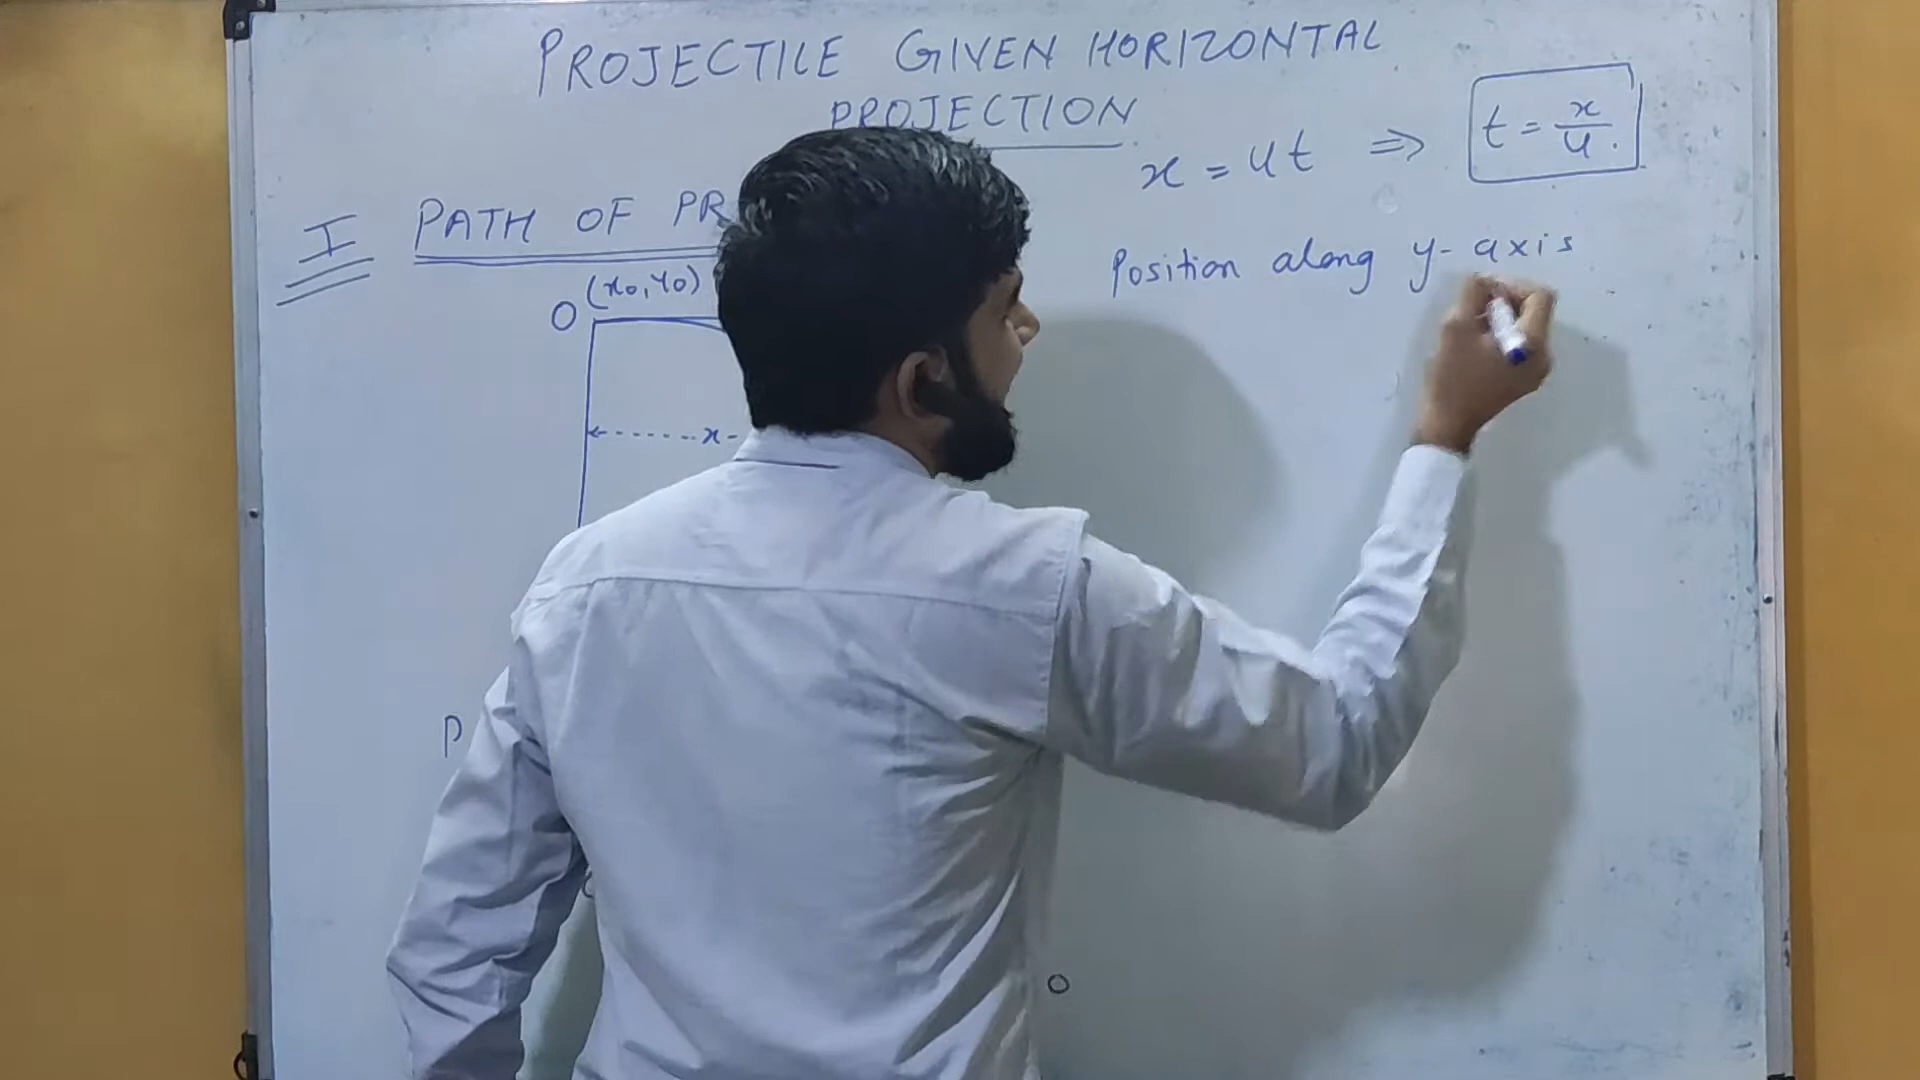 PROJECTILE GIVEN HORIZONTAL
PROJECTION
x = ut ⇒ t = x/u.
I PATH OF PR
Position along y-axis
O (x₀, y₀)
x
P